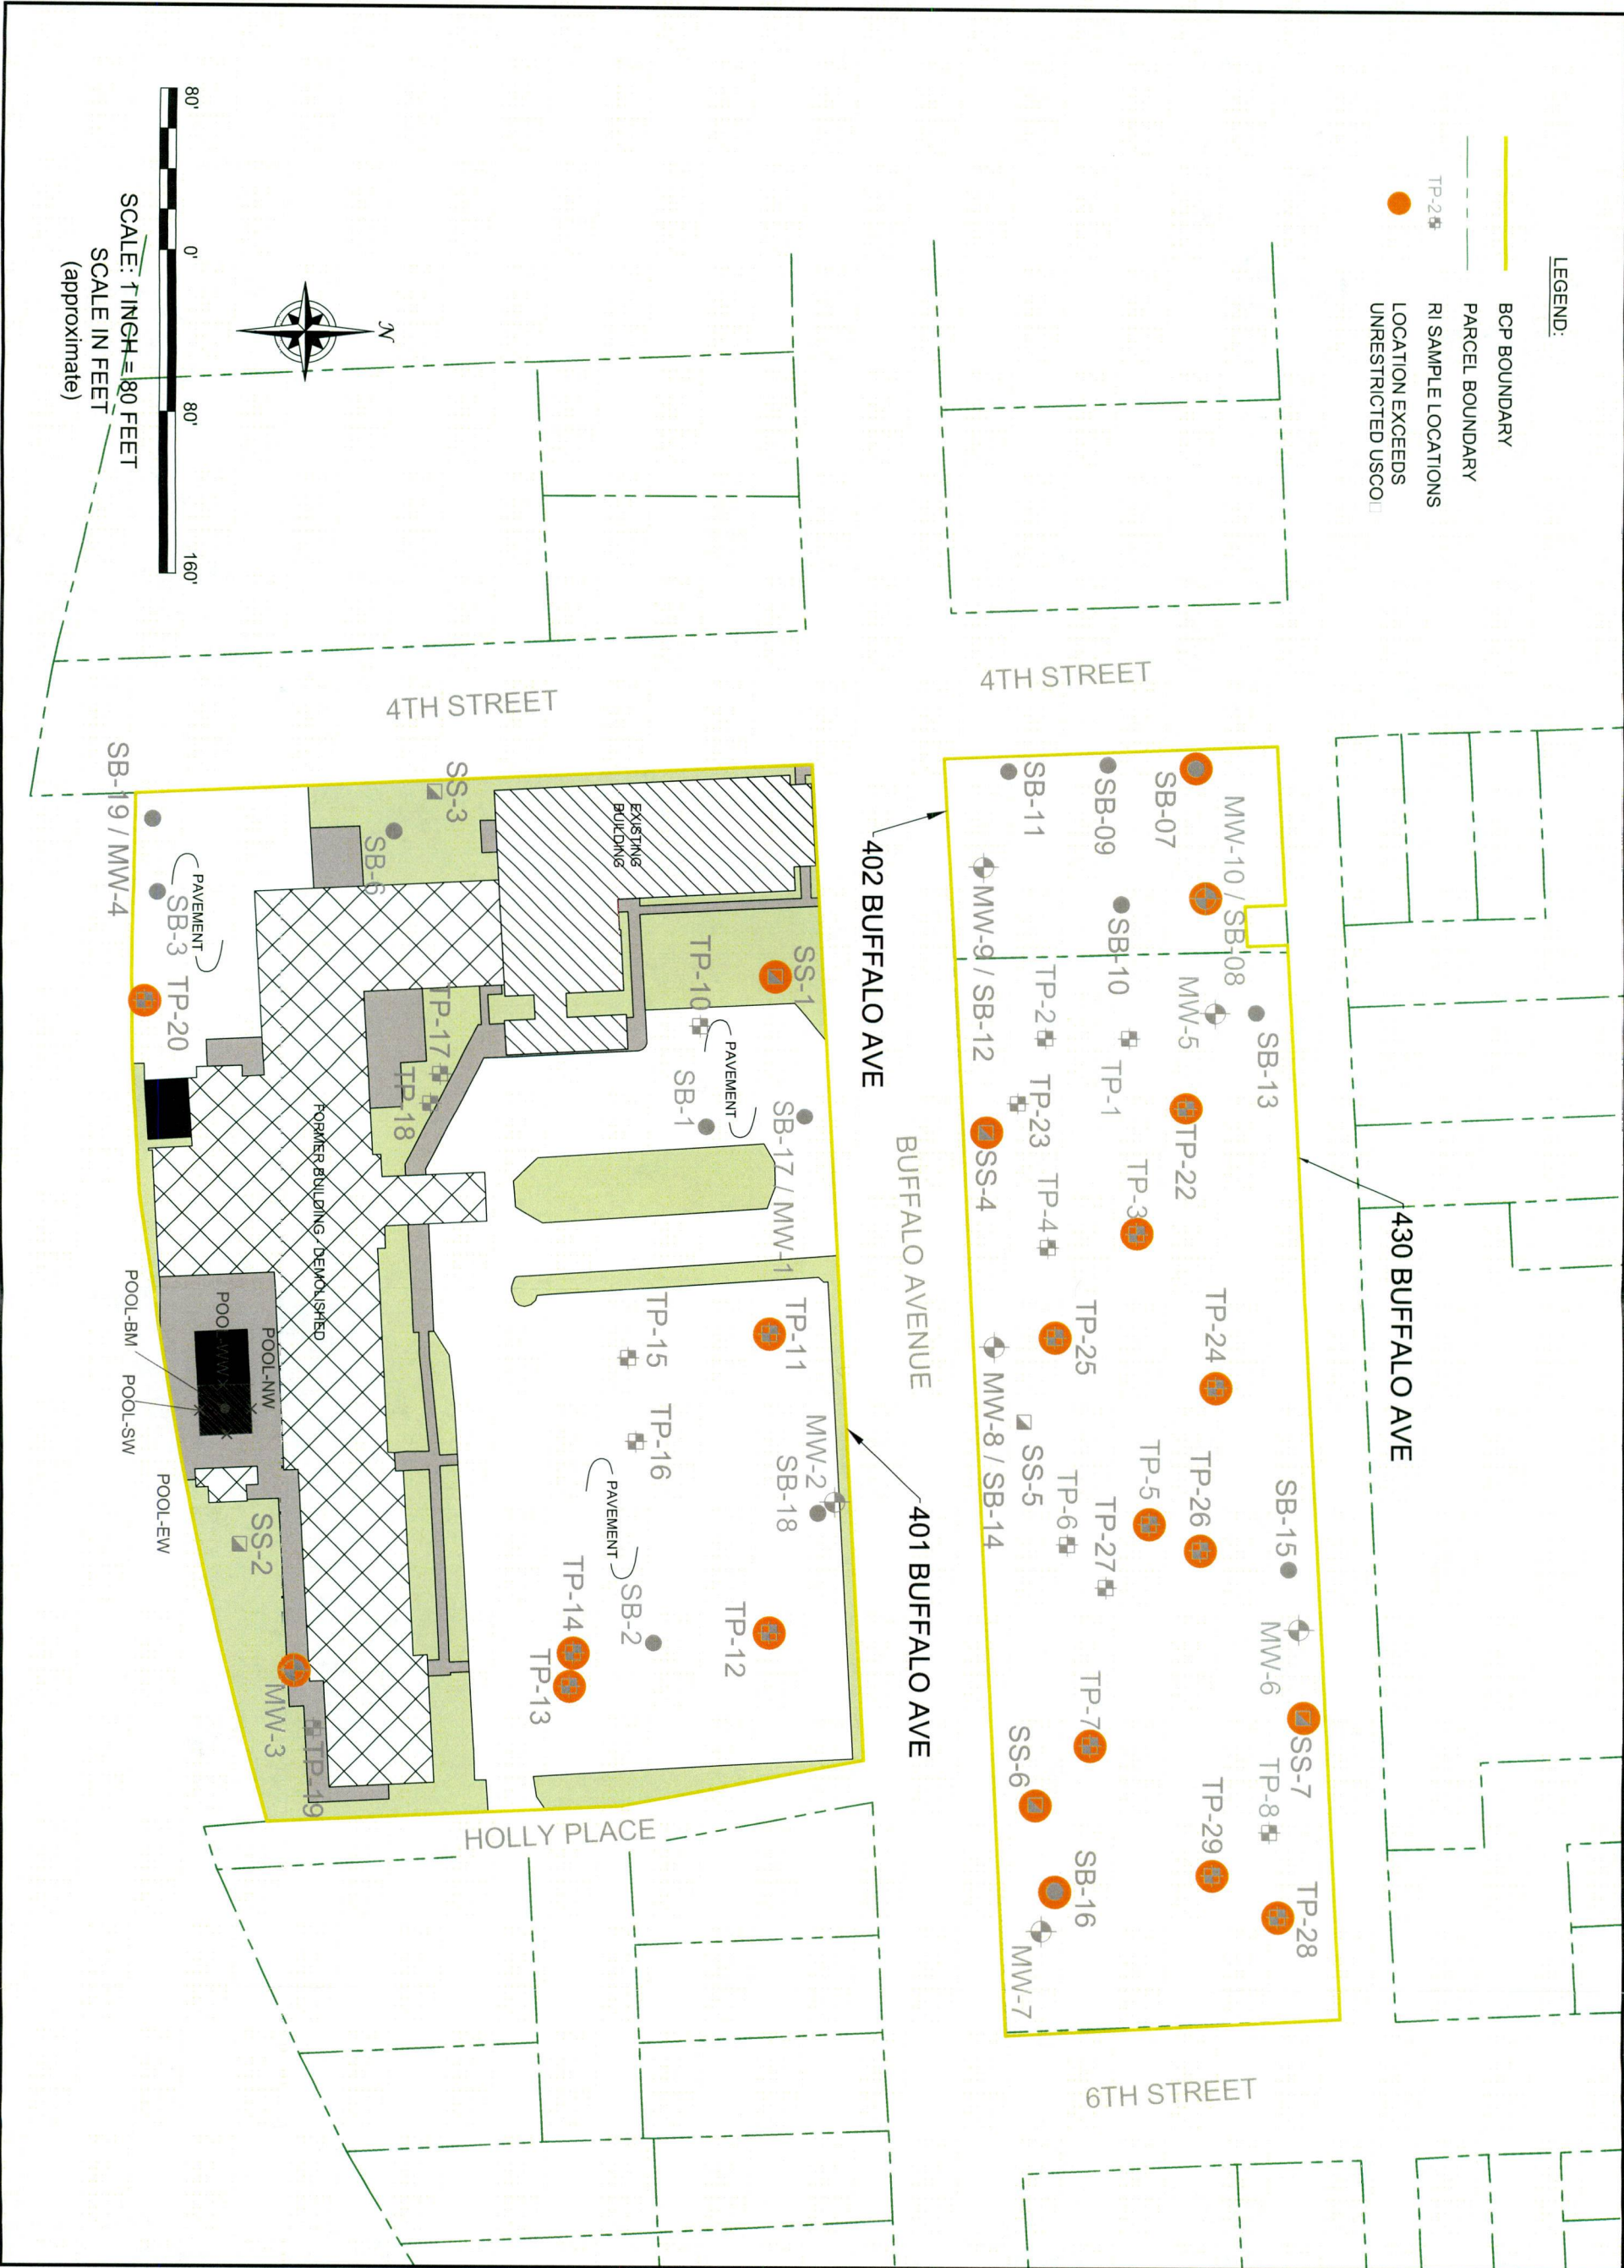 LEGEND:
BCP BOUNDARY
PARCEL BOUNDARY
TP-2
RI SAMPLE LOCATIONS
LOCATION EXCEEDS
UNRESTRICTED USCO
430 BUFFALO AVE
4TH STREET
SB-07
MW-10 / SB-08
SB-09
SB-11
SB-10
SB-13
MW-5
MW-9 / SB-12
TP-2
TP-1
TP-23
TP-22
SS-4
TP-3
TP-4
TP-24
TP-25
MW-8 / SB-14
SS-5
TP-5
TP-26
TP-6
TP-27
SB-15
MW-6
SS-7
TP-7
TP-8
SS-6
TP-29
TP-28
SB-16
MW-7
6TH STREET
402 BUFFALO AVE
BUFFALO AVENUE
401 BUFFALO AVE
4TH STREET
SS-3
EXISTING
BUILDING
SB-6
SS-1
TP-10
PAVEMENT
SB-1
SB-17 / MW-1
TP-17
TP-18
SB-19 / MW-4
PAVEMENT
SB-3
TP-20
FORMER BUILDING - DEMOLISHED
TP-11
TP-15
TP-16
MW-2
SB-18
PAVEMENT
SB-2
TP-12
TP-14
TP-13
POOL-NW
POOL-WW
POOL-BM
POOL-SW
POOL-EW
SS-2
MW-3
TP-19
HOLLY PLACE
N
80'
0'
80'
160'
SCALE: 1 INCH = 80 FEET
SCALE IN FEET
(approximate)